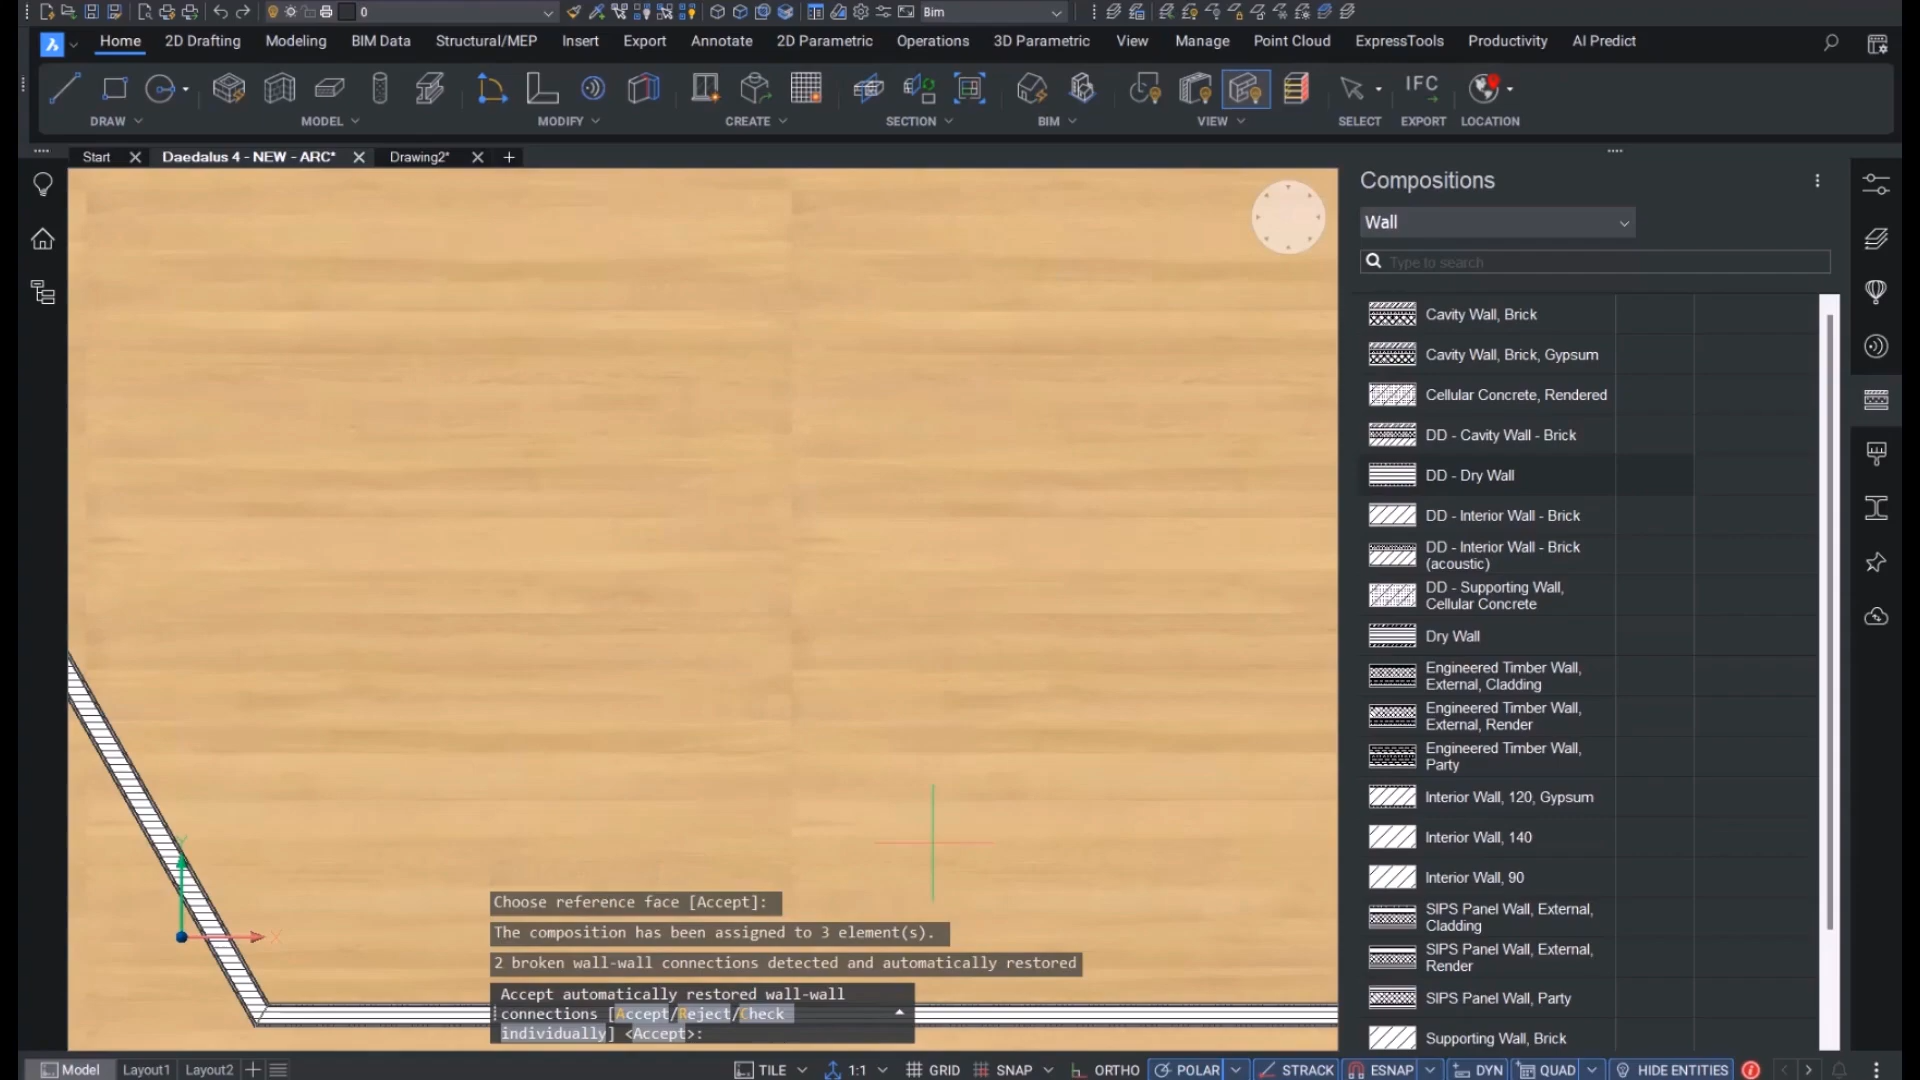 0
Bim
Home
2D Drafting
Modeling
BIM Data
Structural/MEP
Insert
Export
Annotate
2D Parametric
Operations
3D Parametric
View
Manage
Point Cloud
ExpressTools
Productivity
AI Predict
IFC
DRAW
MODEL
MODIFY
CREATE
SECTION
BIM
VIEW
SELECT
EXPORT
LOCATION
Start
Daedalus 4 - NEW - ARC*
Drawing2*
Compositions
Wall
Type to search
Cavity Wall, Brick
Cavity Wall, Brick, Gypsum
Cellular Concrete, Rendered
DD - Cavity Wall - Brick
DD - Dry Wall
DD - Interior Wall - Brick
DD - Interior Wall - Brick
(acoustic)
DD - Supporting Wall,
Cellular Concrete
Dry Wall
Engineered Timber Wall,
External, Cladding
Engineered Timber Wall,
External, Render
Engineered Timber Wall,
Party
Interior Wall, 120, Gypsum
Interior Wall, 140
Interior Wall, 90
SIPS Panel Wall, External,
Cladding
SIPS Panel Wall, External,
Render
SIPS Panel Wall, Party
Supporting Wall, Brick
Y
X
Choose reference face [Accept]:
The composition has been assigned to 3 element(s).
2 broken wall-wall connections detected and automatically restored
Accept automatically restored wall-wall
connections [Accept/Reject/Check
individually] <Accept>:
Model
Layout1
Layout2
TILE
1:1
GRID
SNAP
ORTHO
POLAR
STRACK
ESNAP
DYN
QUAD
HIDE ENTITIES